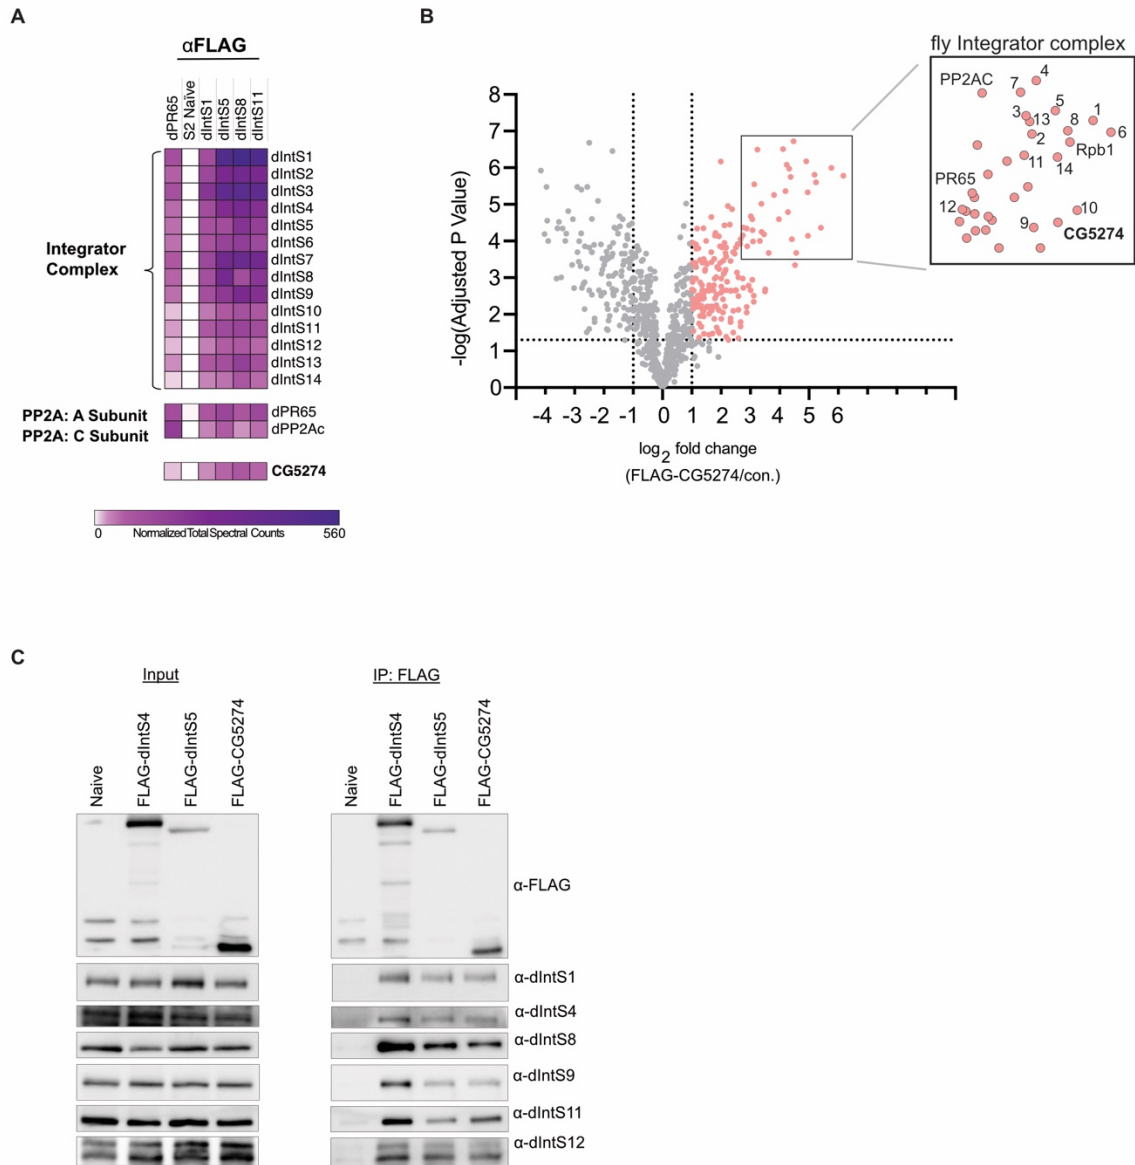 A
αFLAG
dPR65
S2 Naïve
dIntS1
dIntS5
dIntS8
dIntS11
Integrator
Complex
dIntS1
dIntS2
dIntS3
dIntS4
dIntS5
dIntS6
dIntS7
dIntS8
dIntS9
dIntS10
dIntS11
dIntS12
dIntS13
dIntS14
PP2A: A Subunit
dPR65
PP2A: C Subunit
dPP2Ac
CG5274
0 Normalized Total Spectral Counts 560
B
-log(Adjusted P Value)
8
7
6
5
4
3
2
1
0
-4 -3 -2 -1 0 1 2 3 4 5 6
log2 fold change
(FLAG-CG5274/con.)
fly Integrator complex
PP2AC
7
4
3
13
5
8
1
6
2
Rpb1
11
14
PR65
12
9
10
CG5274
C
Input
Naive
FLAG-dIntS4
FLAG-dIntS5
FLAG-CG5274
IP: FLAG
Naive
FLAG-dIntS4
FLAG-dIntS5
FLAG-CG5274
α-FLAG
α-dIntS1
α-dIntS4
α-dIntS8
α-dIntS9
α-dIntS11
α-dIntS12